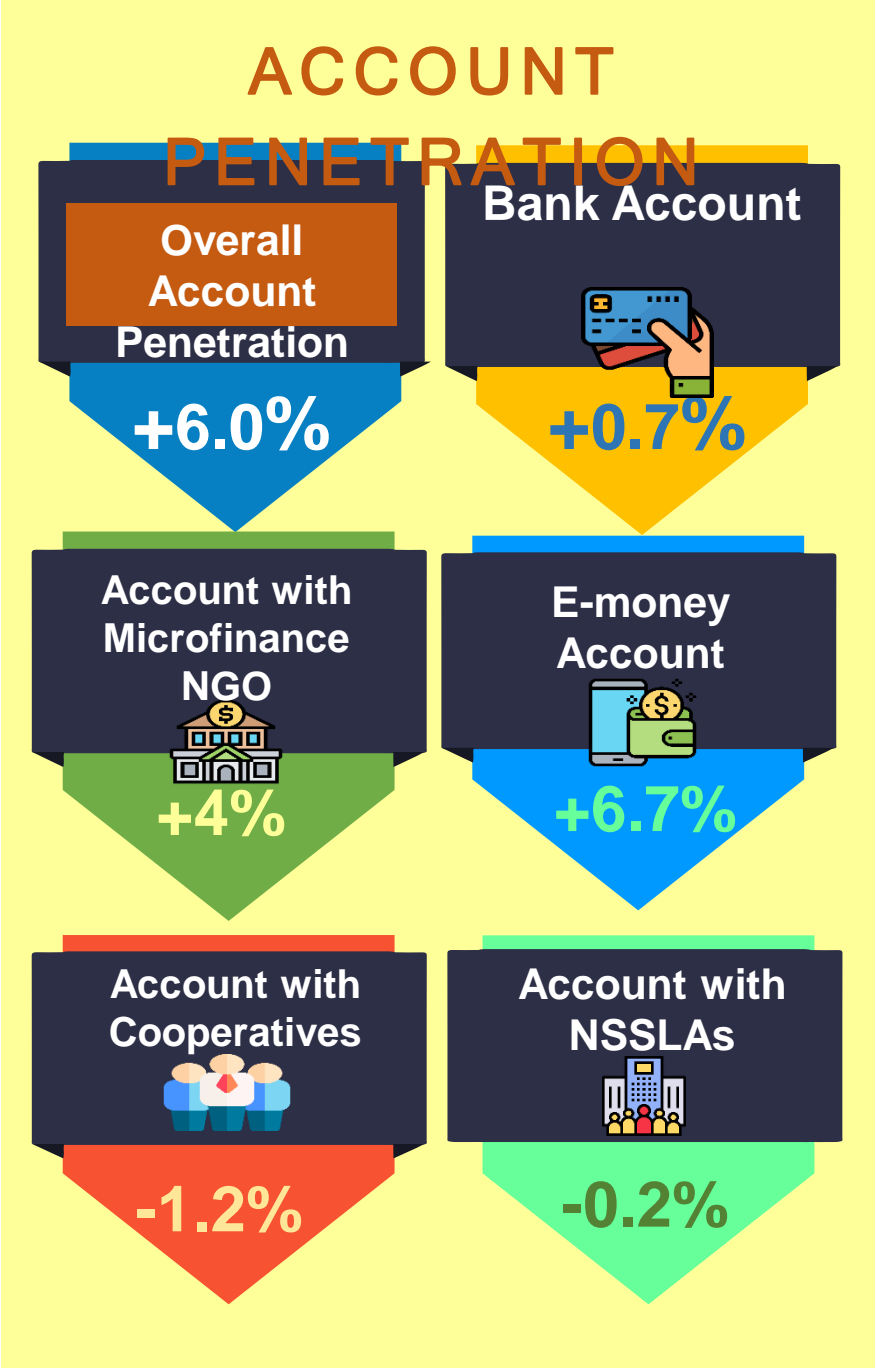 ACCOUNT
PENETRATION
Overall
Account
Penetration
+6.0%
Bank Account
+0.7%
Account with
Microfinance
NGO
$
+4%
E-money
Account
$
+6.7%
Account with
Cooperatives
-1.2%
Account with
NSSLAs
-0.2%